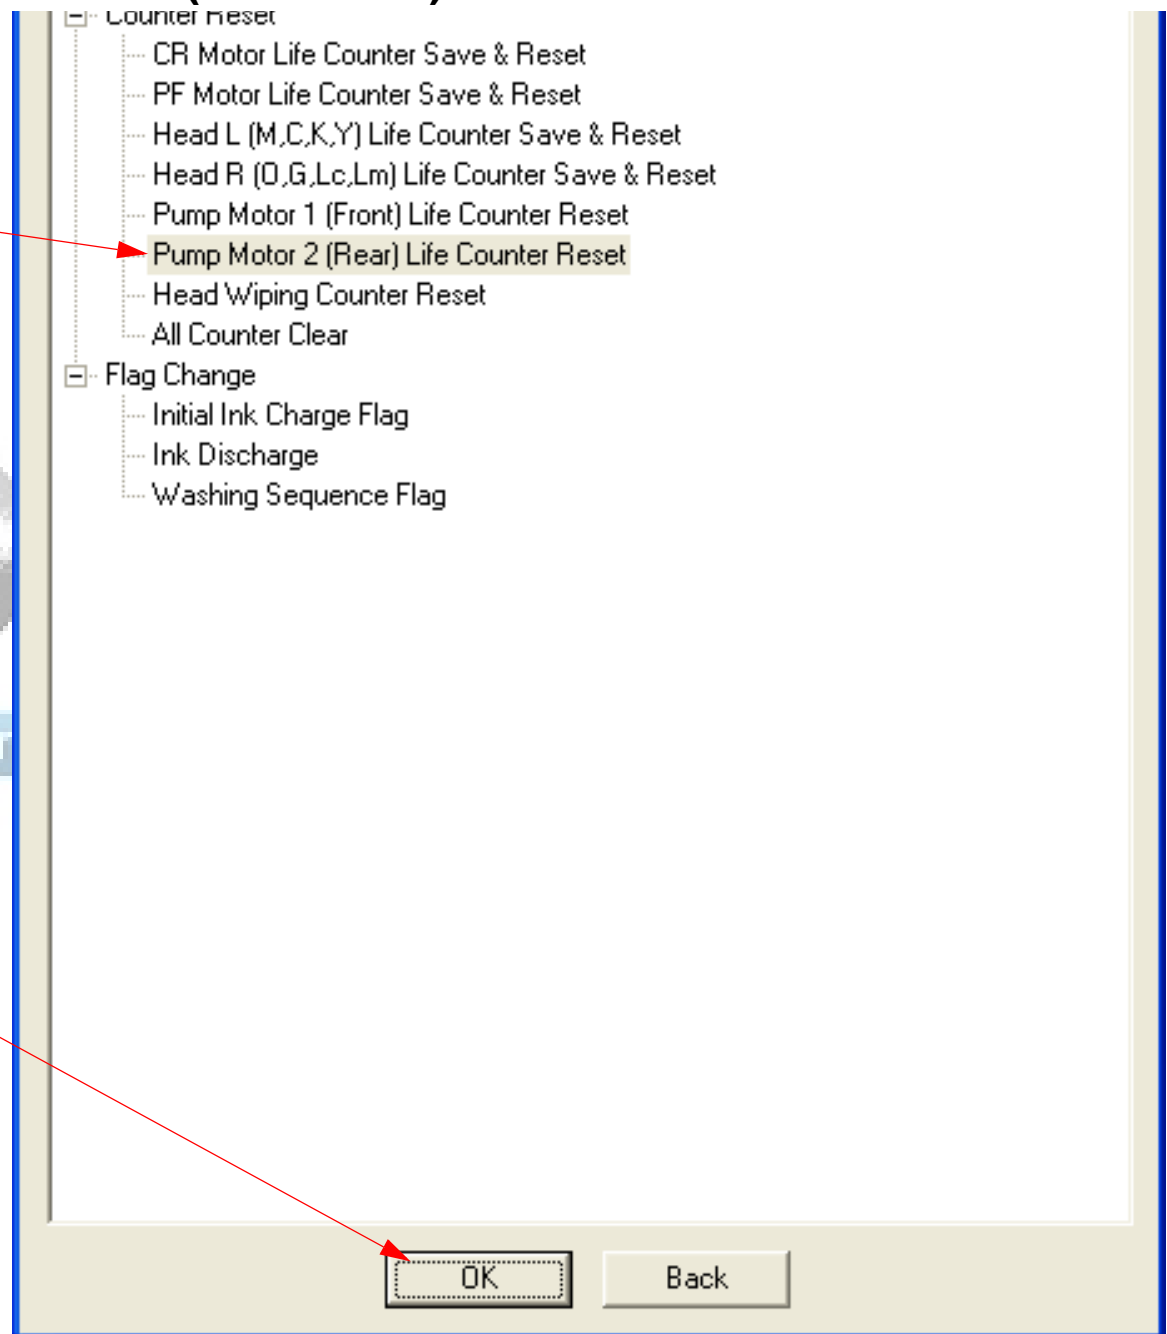 Counter Reset
CR Motor Life Counter Save & Reset
PF Motor Life Counter Save & Reset
Head L (M,C,K,Y) Life Counter Save & Reset
Head R (O,G,Lc,Lm) Life Counter Save & Reset
Pump Motor 1 (Front) Life Counter Reset
Pump Motor 2 (Rear) Life Counter Reset
Head Wiping Counter Reset
All Counter Clear
Flag Change
Initial Ink Charge Flag
Ink Discharge
Washing Sequence Flag
OK
Back